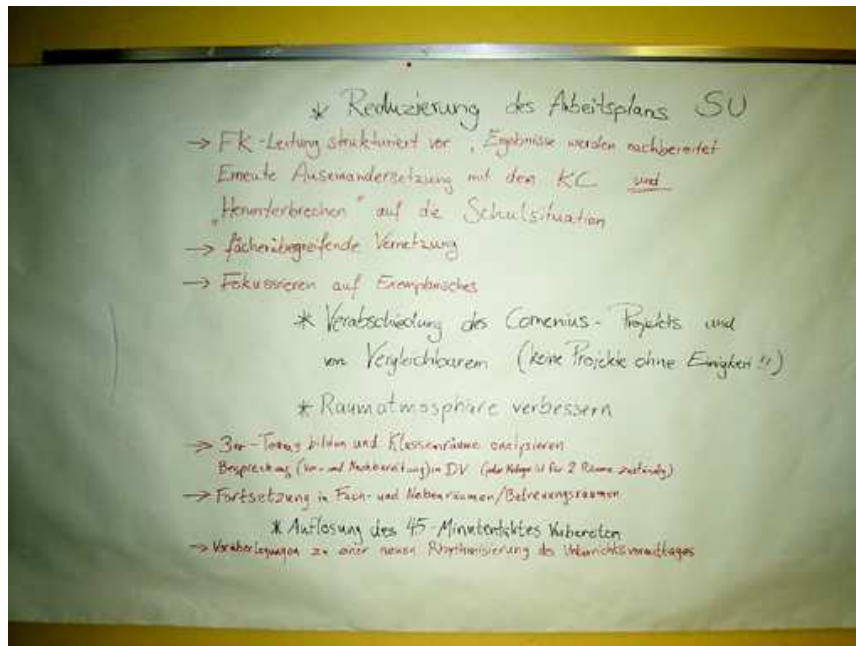 * Reduzierung des Arbeitsplans SU
→ FK-Leitung strukturiert vor, Ergebnisse werden nachbereitet
Erneute Auseinandersetzung mit dem KC und
„Herunterbrechen" auf die Schulsituation
→ fächerübergreifende Vernetzung
→ Fokussieren auf Exemplarisches
* Verabschiedung des Comenius-Projekts und
von Vergleichbarem (keine Projekte ohne Einigkeit!!)
* Raumatmosphäre verbessern
→ 3er-Teams bilden und Klassenräume analysieren
Besprechung (Vor- und Nachbereitung) in DV (jeder Kollege ist für 2 Räume zuständig)
→ Fortsetzung in Fach- und Nebenräumen/Betreuungsräumen
* Auflösung des 45-Minutentaktes vorbereiten
→ Vorüberlegungen zu einer neuen Rhythmisierung des Unterrichtsvormittages